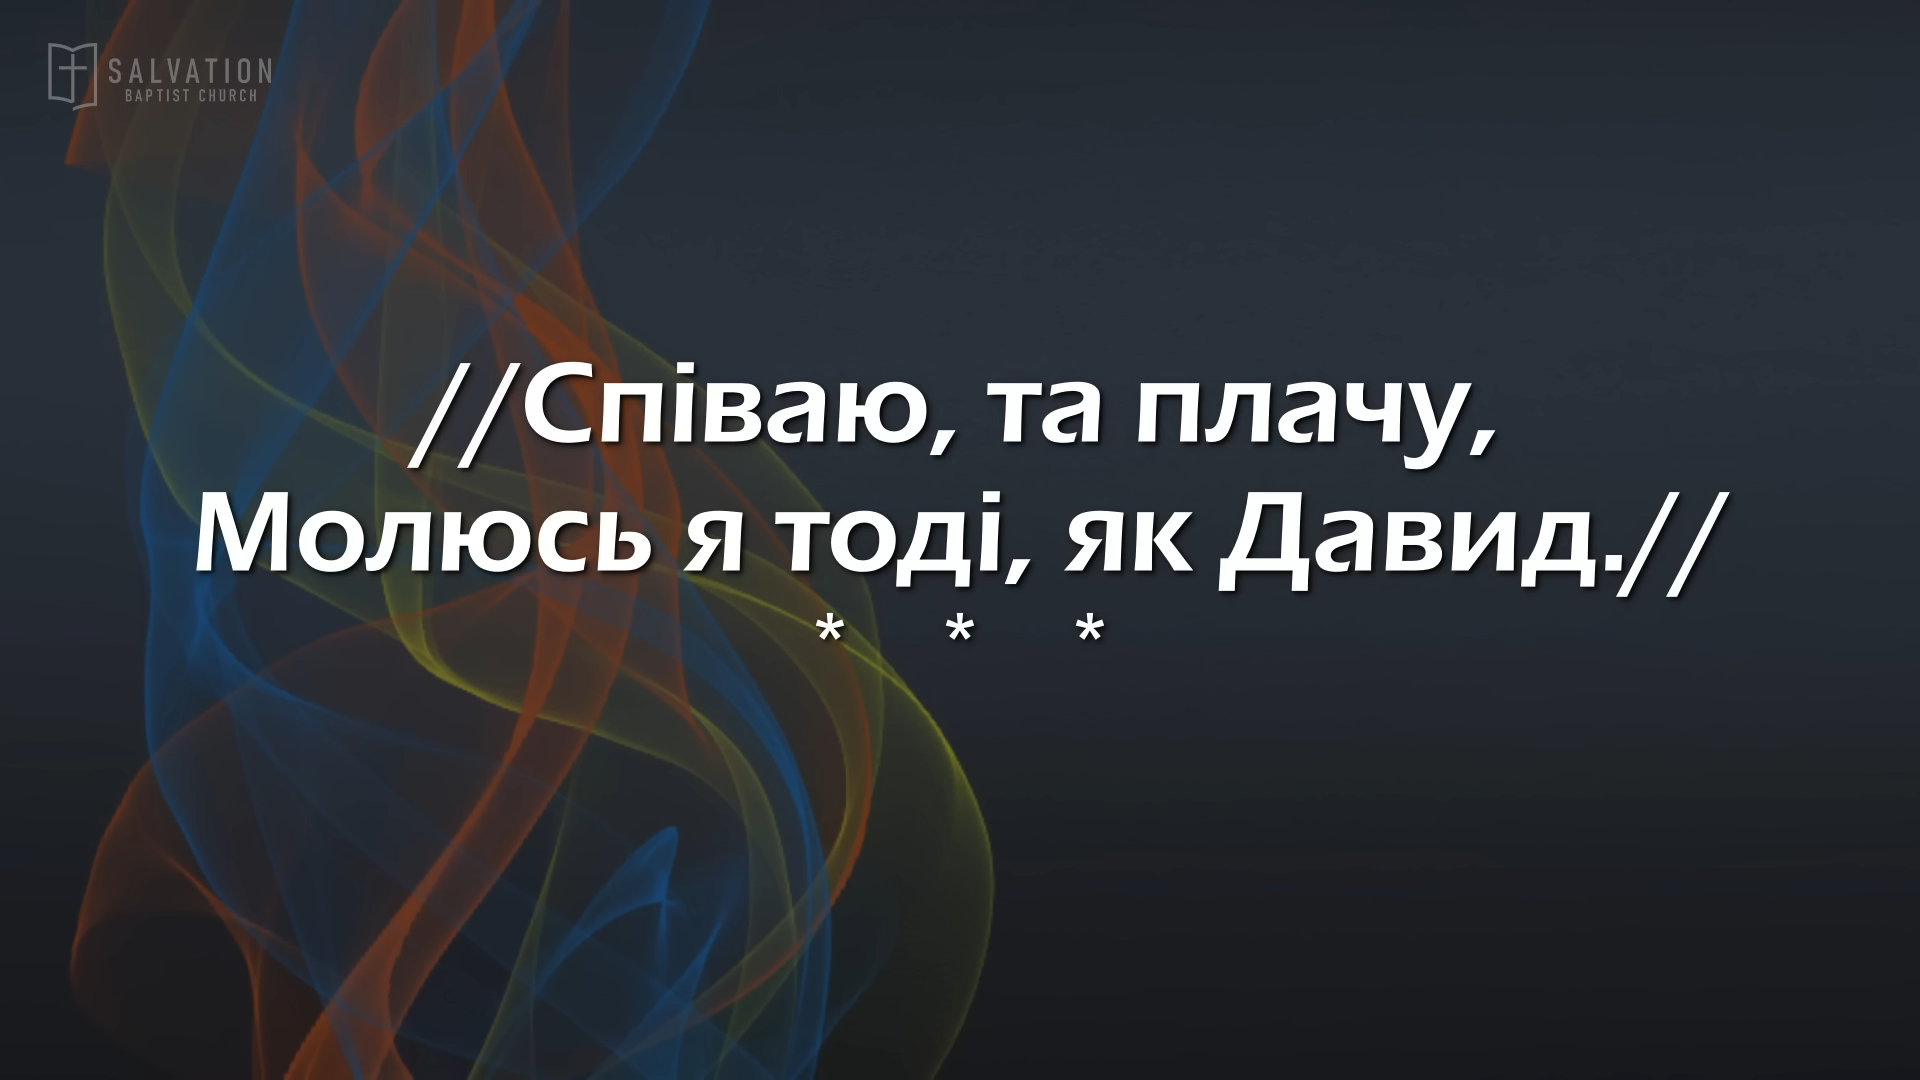 SALVATION
BAPTIST CHURCH
//Співаю, та плачу,
Молюсь я тоді, як Давид.//
* * *